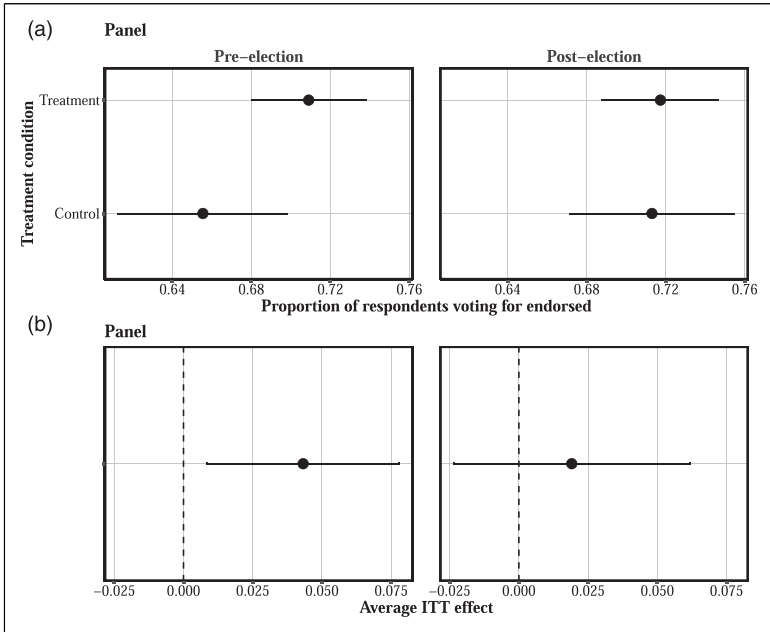 (a) Panel
Pre−election Post−election
Treatment condition
Treatment
Control
0.64 0.68 0.72 0.76 0.64 0.68 0.72 0.76
Proportion of respondents voting for endorsed
(b) Panel
−0.025 0.000 0.025 0.050 0.075 −0.025 0.000 0.025 0.050 0.075
Average ITT effect